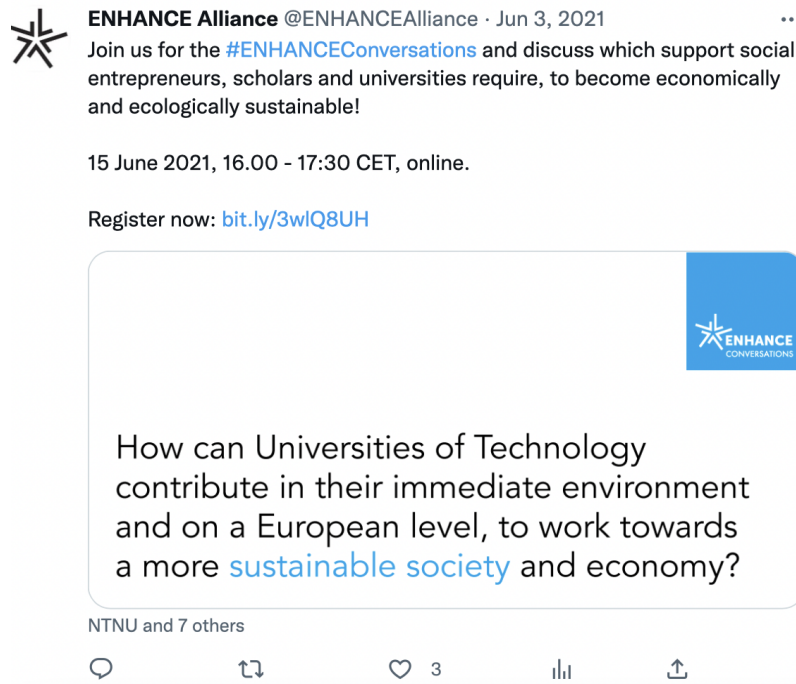 ENHANCE Alliance @ENHANCEAlliance · Jun 3, 2021
Join us for the #ENHANCEConversations and discuss which support social
entrepreneurs, scholars and universities require, to become economically
and ecologically sustainable!
15 June 2021, 16.00 - 17:30 CET, online.
Register now: bit.ly/3wlQ8UH
ENHANCE
CONVERSATIONS
How can Universities of Technology
contribute in their immediate environment
and on a European level, to work towards
a more sustainable society and economy?
NTNU and 7 others
3